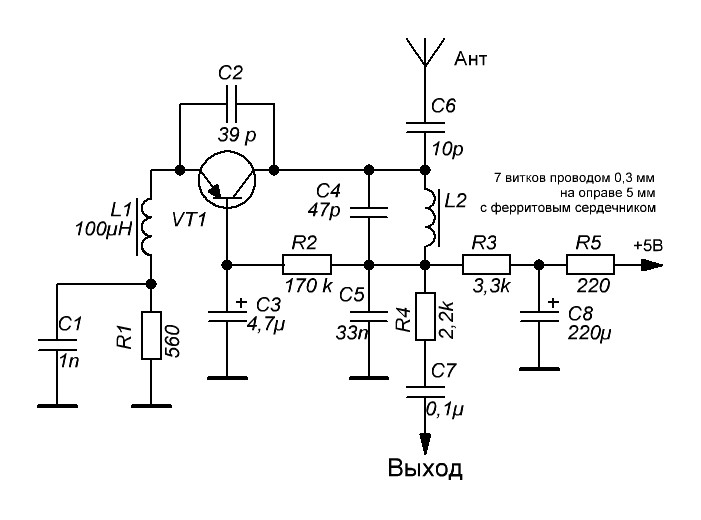 Ант
C2
39 p
C6
10p
7 витков проводом 0,3 мм
на оправе 5 мм
с ферритовым сердечником
L1
100µH
VT1
C4
47p
L2
R2
170 k
R3
3,3k
R5
220
+5В
C1
1n
R1
560
+
C3
4,7µ
C5
33n
R4
2,2k
+
C8
220µ
C7
0,1µ
Выход